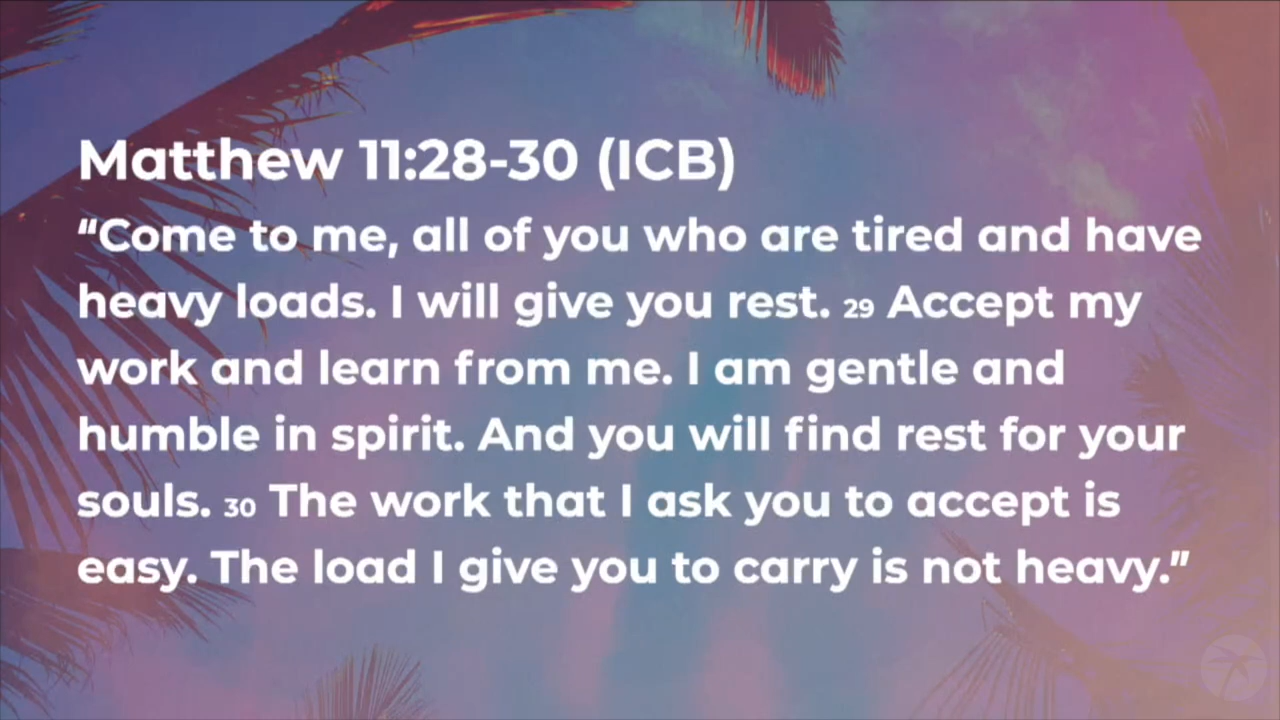 Matthew 11:28-30 (ICB)
“Come to me, all of you who are tired and have
heavy loads. I will give you rest. 29 Accept my
work and learn from me. I am gentle and
humble in spirit. And you will find rest for your
souls. 30 The work that I ask you to accept is
easy. The load I give you to carry is not heavy.”